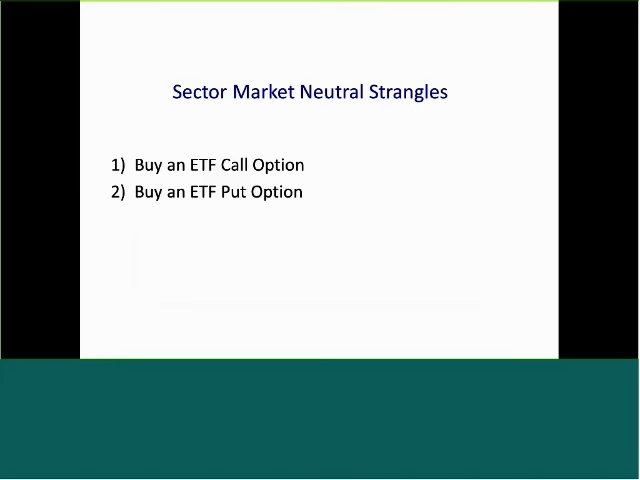 Sector Market Neutral Strangles
1) Buy an ETF Call Option
2) Buy an ETF Put Option